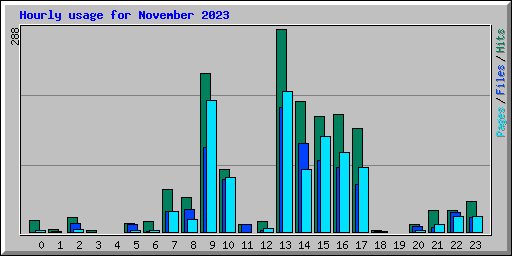 Hourly usage for November 2023
288
Pages/Files/Hits
0 1 2 3 4 5 6 7 8 9 10 11 12 13 14 15 16 17 18 19 20 21 22 23